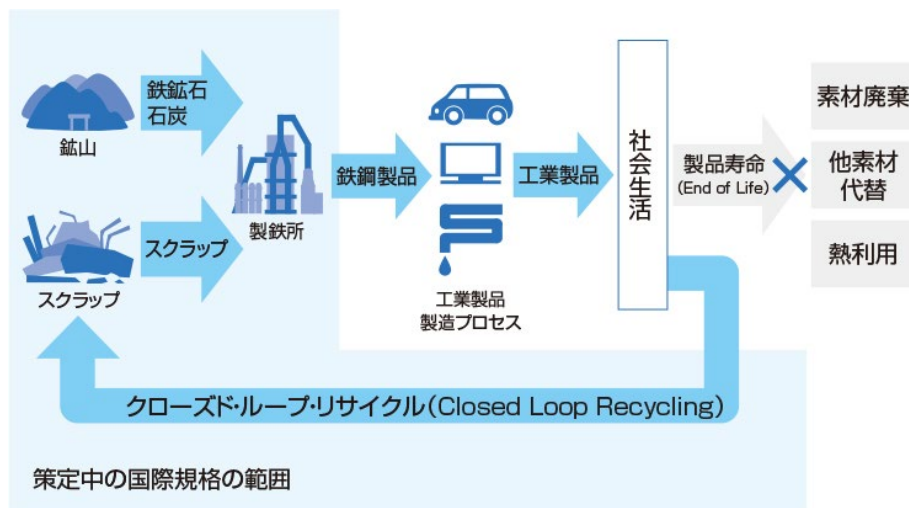 鉱山
鉄鉱石
石炭
スクラップ
スクラップ
製鉄所
鉄鋼製品
工業製品
製造プロセス
工業製品
社会生活
製品寿命
(End of Life)
素材廃棄
他素材
代替
熱利用
クローズド・ループ・リサイクル(Closed Loop Recycling)
策定中の国際規格の範囲